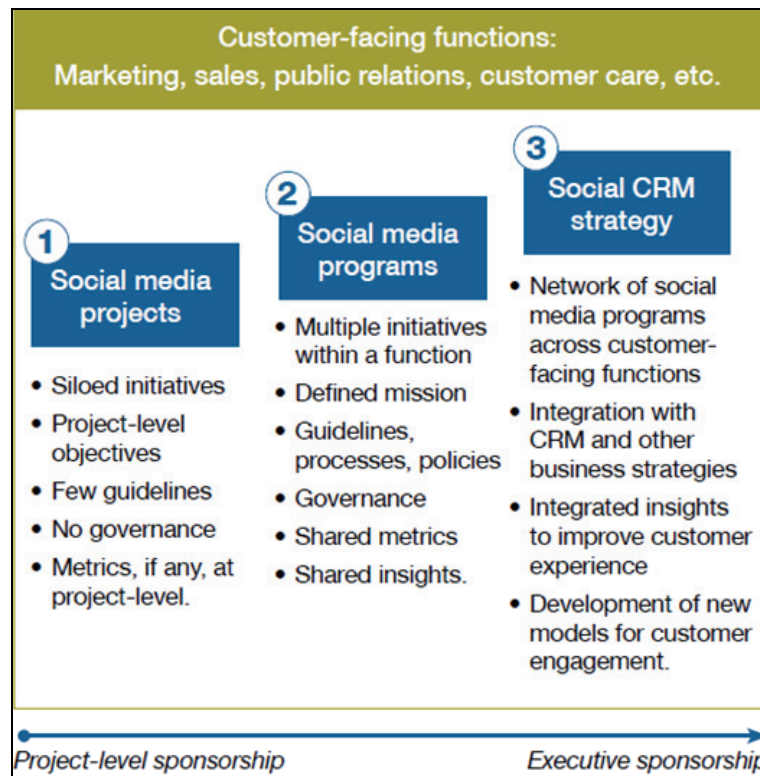 Customer-facing functions:
Marketing, sales, public relations, customer care, etc.
1
Social media
projects
• Siloed initiatives
• Project-level
objectives
• Few guidelines
• No governance
• Metrics, if any, at
project-level.
2
Social media
programs
• Multiple initiatives
within a function
• Defined mission
• Guidelines,
processes, policies
• Governance
• Shared metrics
• Shared insights.
3
Social CRM
strategy
• Network of social
media programs
across customer-
facing functions
• Integration with
CRM and other
business strategies
• Integrated insights
to improve customer
experience
• Development of new
models for customer
engagement.
Project-level sponsorship
Executive sponsorship